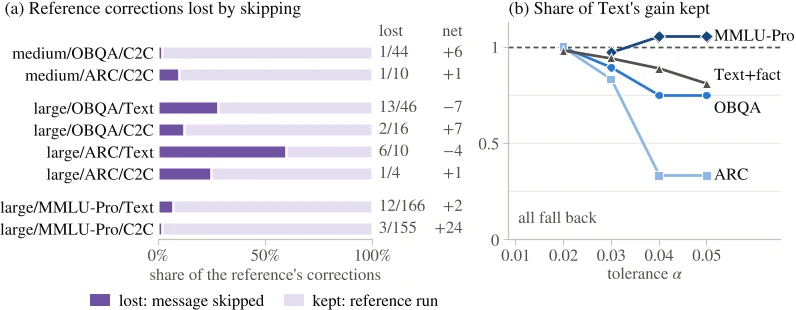 (a) Reference corrections lost by skipping
lost net
medium/OBQA/C2C 1/44 +6
medium/ARC/C2C 1/10 +1
large/OBQA/Text 13/46 −7
large/OBQA/C2C 2/16 +7
large/ARC/Text 6/10 −4
large/ARC/C2C 1/4 +1
large/MMLU-Pro/Text 12/166 +2
large/MMLU-Pro/C2C 3/155 +24
0% 50% 100%
share of the reference's corrections
lost: message skipped kept: reference run
(b) Share of Text's gain kept
1
0.5
0
MMLU-Pro
Text+fact
OBQA
ARC
all fall back
0.01 0.02 0.03 0.04 0.05
tolerance α